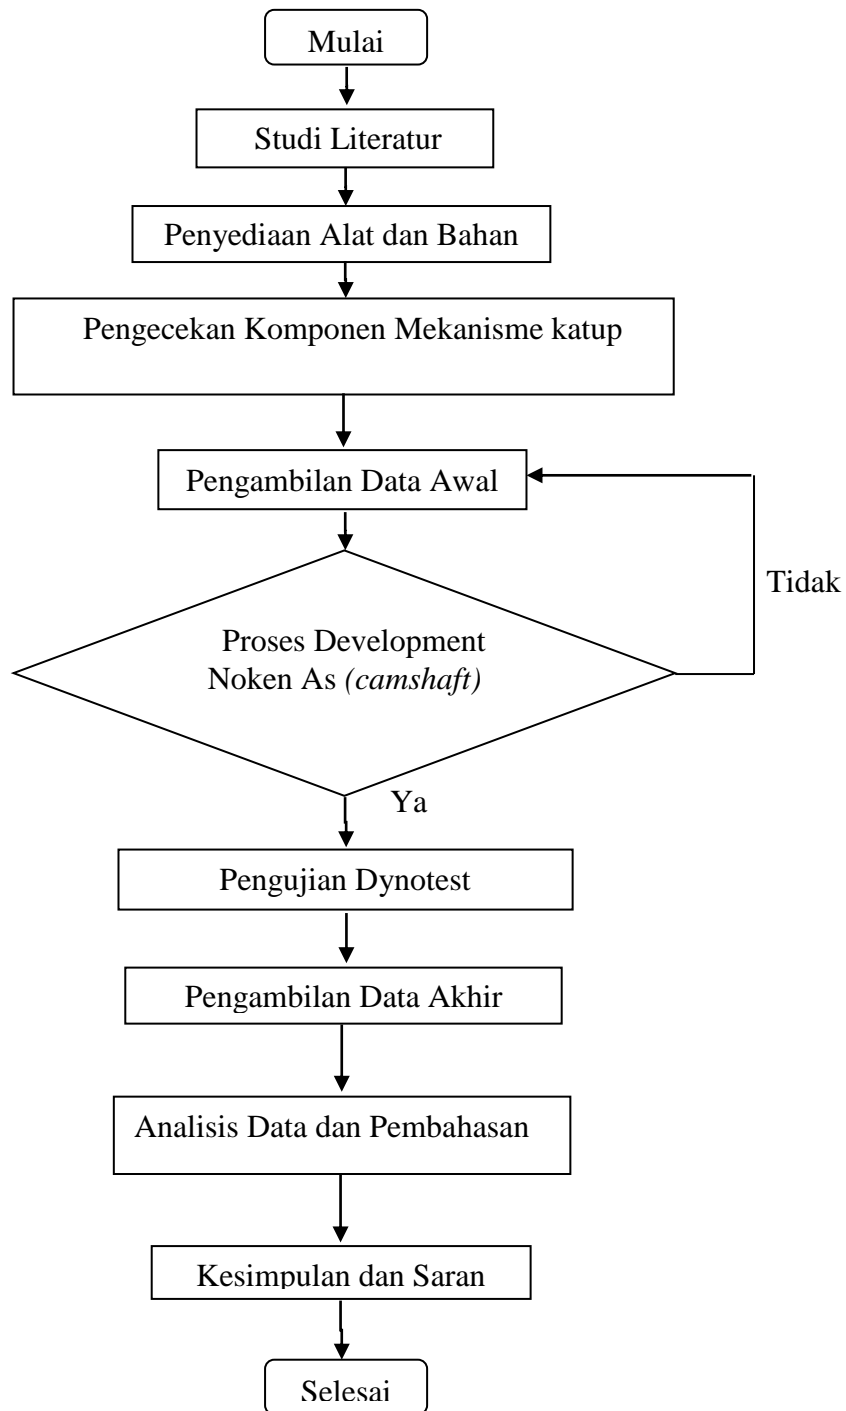 Mulai
Studi Literatur
Penyediaan Alat dan Bahan
Pengecekan Komponen Mekanisme katup
Pengambilan Data Awal
Tidak
Proses Development
Noken As (camshaft)
Ya
Pengujian Dynotest
Pengambilan Data Akhir
Analisis Data dan Pembahasan
Kesimpulan dan Saran
Selesai